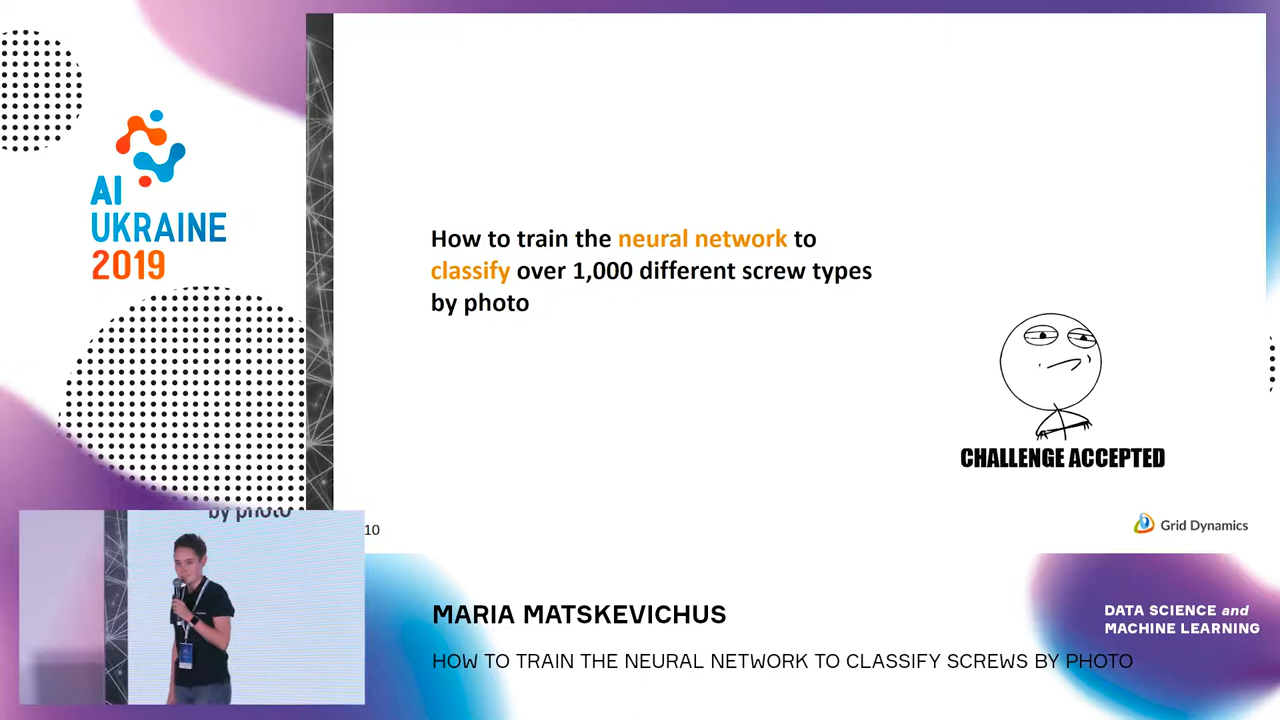 AI
UKRAINE
2019
How to train the neural network to
classify over 1,000 different screw types
by photo
CHALLENGE ACCEPTED
10
Grid Dynamics
by photo
MARIA MATSKEVICHUS
HOW TO TRAIN THE NEURAL NETWORK TO CLASSIFY SCREWS BY PHOTO
DATA SCIENCE and
MACHINE LEARNING